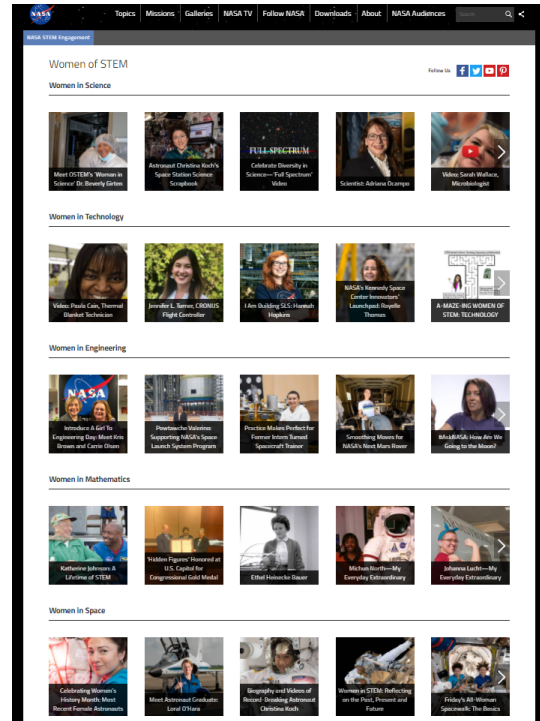 NASA
Topics Missions Galleries NASA TV Follow NASA Downloads About NASA Audiences Search
NASA STEM Engagement
Women of STEM
Follow Us
Women in Science
FULL SPECTRUM
Meet OSTEM's 'Woman in
Science' Dr. Beverly Girten
Astronaut Christina Koch's
Space Station Science
Scrapbook
Celebrate Diversity in
Science—'Full Spectrum'
Video
Scientist: Adriana Ocampo
Video: Sarah Wallace,
Microbiologist
Women in Technology
Video: Paula Cain, Thermal
Blanket Technician
Jennifer L. Turner, CRONUS
Flight Controller
I Am Building SLS: Hannah
Hopkins
NASA's Kennedy Space
Center Innovators'
Launchpad: Royelle
Thomas
A-MAZE-ING WOMEN OF
STEM: TECHNOLOGY
Women in Engineering
NASA
Introduce A Girl To
Engineering Day: Meet Kris
Brown and Carrie Olsen
Powtawche Valerino:
Supporting NASA's Space
Launch System Program
Practice Makes Perfect for
Former Intern Turned
Spacecraft Trainer
Smoothing Moves for
NASA's Next Mars Rover
#AskNASA: How Are We
Going to the Moon?
Women in Mathematics
Katherine Johnson: A
Lifetime of STEM
'Hidden Figures' Honored at
U.S. Capitol for
Congressional Gold Medal
Ethel Heinecke Bauer
Michun North—My
Everyday Extraordinary
Johanna Lucht—My
Everyday Extraordinary
Women in Space
Celebrating Women's
History Month: Most
Recent Female Astronauts
Meet Astronaut Graduate:
Loral O'Hara
Biography and Videos of
Record-Breaking Astronaut
Christina Koch
Women in STEM: Reflecting
on the Past, Present and
Future
Friday's All-Woman
Spacewalk: The Basics